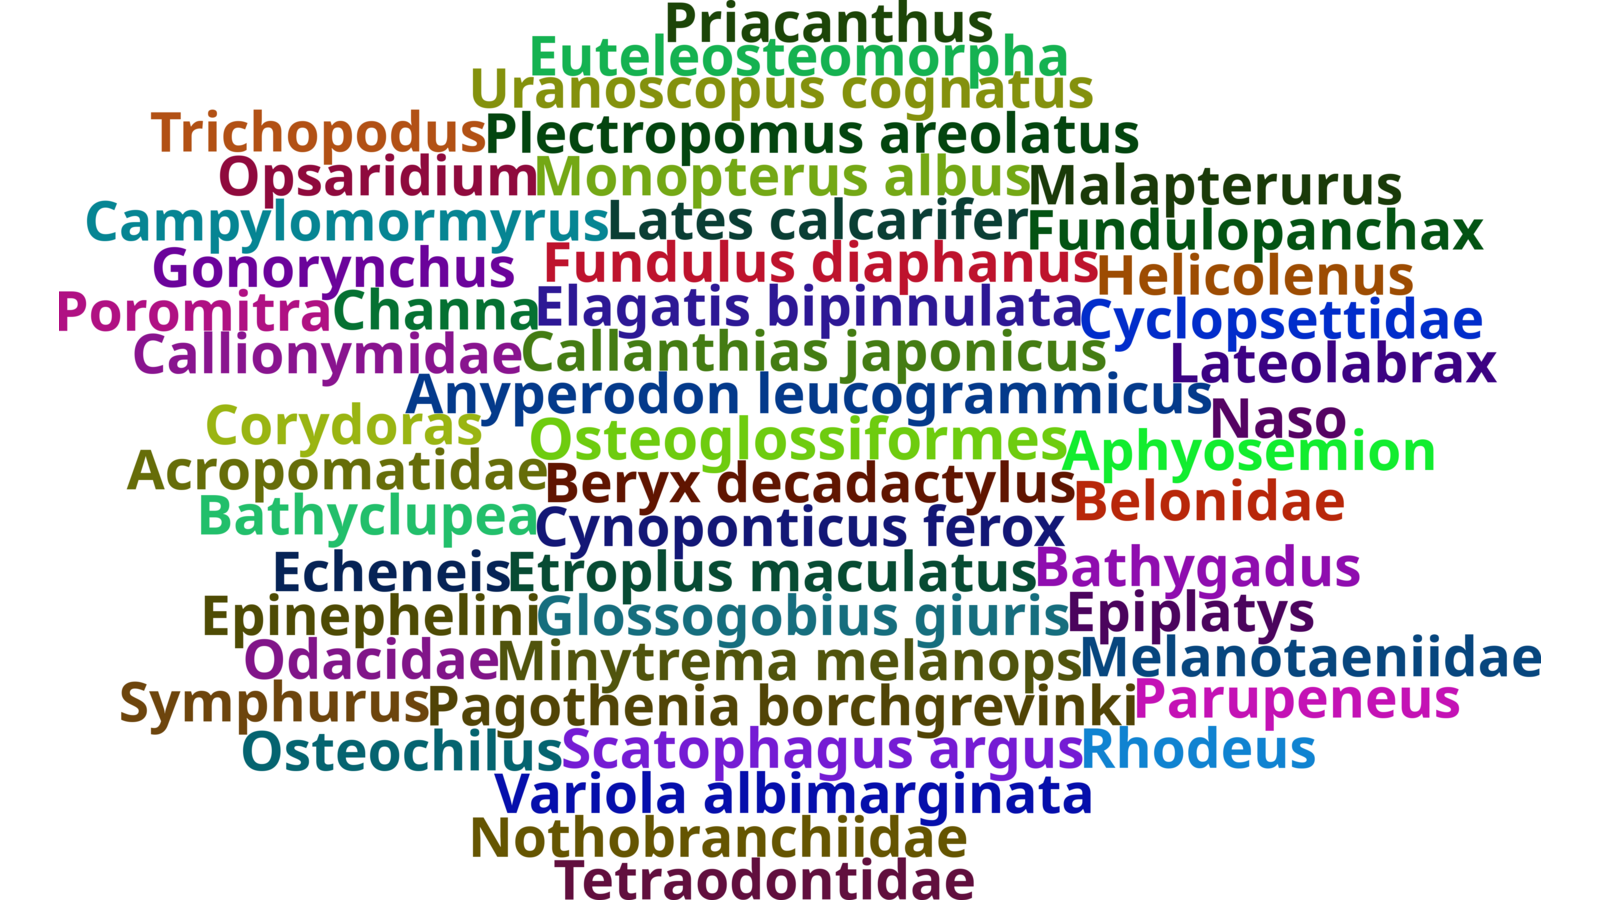 Priacanthus
Euteleosteomorpha
Uranoscopus cognatus
Trichopodus Plectropomus areolatus
Opsaridium Monopterus albus Malapterurus
Campylomormyrus Lates calcarifer Fundulopanchax
Gonorynchus Fundulus diaphanus Helicolenus
Poromitra Channa Elagatis bipinnulata Cyclopsettidae
Callionymidae Callanthias japonicus Lateolabrax
Anyperodon leucogrammicus Naso
Corydoras Osteoglossiformes Aphyosemion
Acropomatidae Beryx decadactylus Belonidae
Bathyclupea Cynoponticus ferox
Echeneis Etroplus maculatus Bathygadus
Epinephelini Glossogobius giuris Epiplatys
Odacidae Minytrema melanops Melanotaeniidae
Symphurus Pagothenia borchgrevinki Parupeneus
Osteochilus Scatophagus argus Rhodeus
Variola albimarginata
Nothobranchiidae
Tetraodontidae